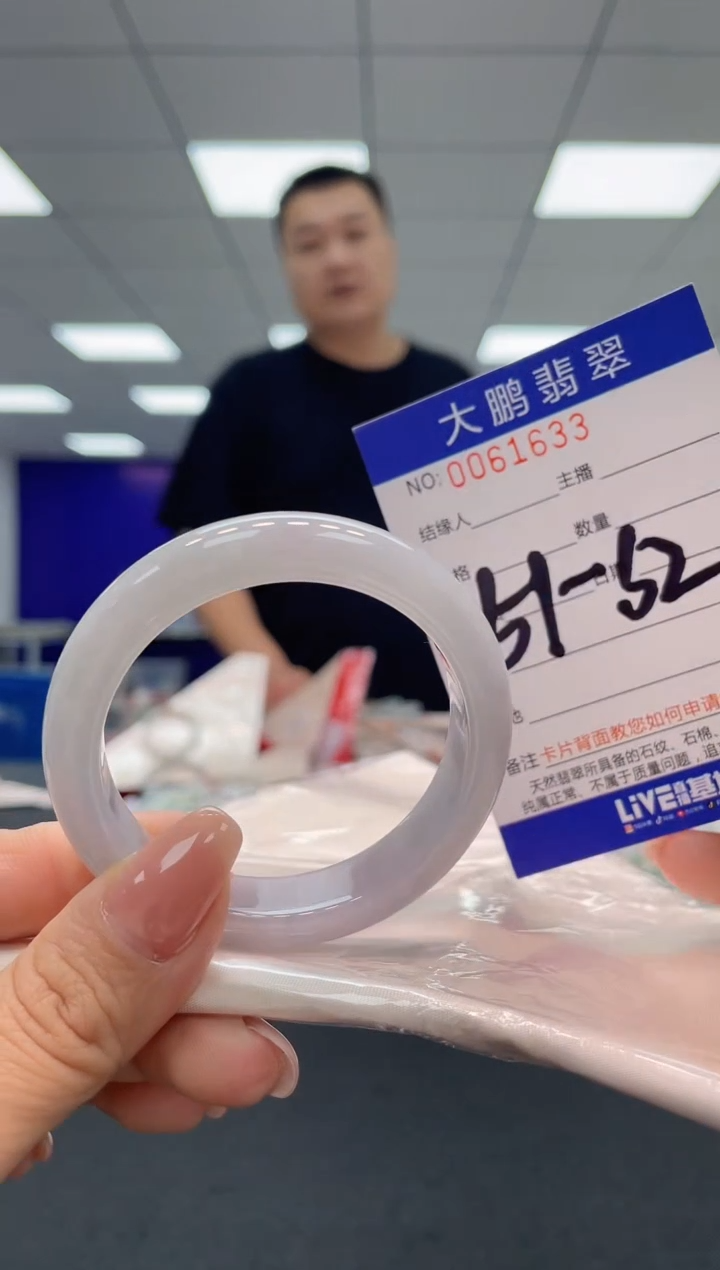 大鹏翡翠
NO: 0061633
结缘人 主播
格 数量
51-52
备注 卡片背面教您如何申请
天然翡翠所具备的石纹、石棉、
纯属正常、不属于质量问题，追
LiVE